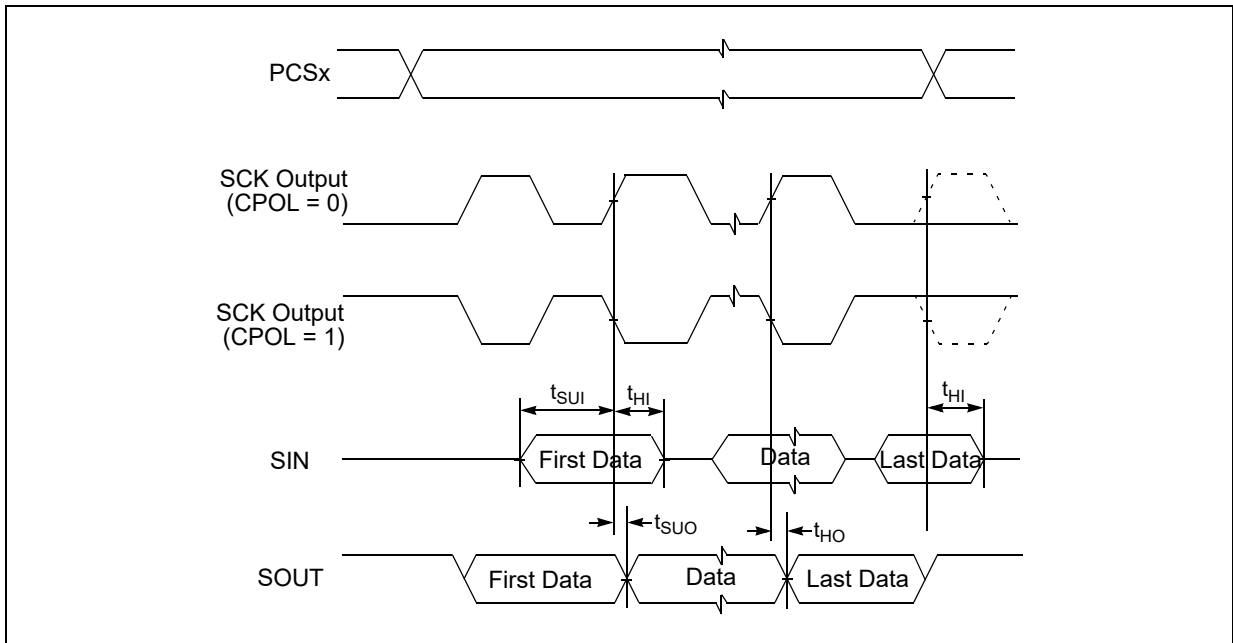 PCSx
SCK Output
(CPOL = 0)
SCK Output
(CPOL = 1)
tSUI
tHI
tHI
SIN
First Data
Data
Last Data
tSUO
tHO
SOUT
First Data
Data
Last Data